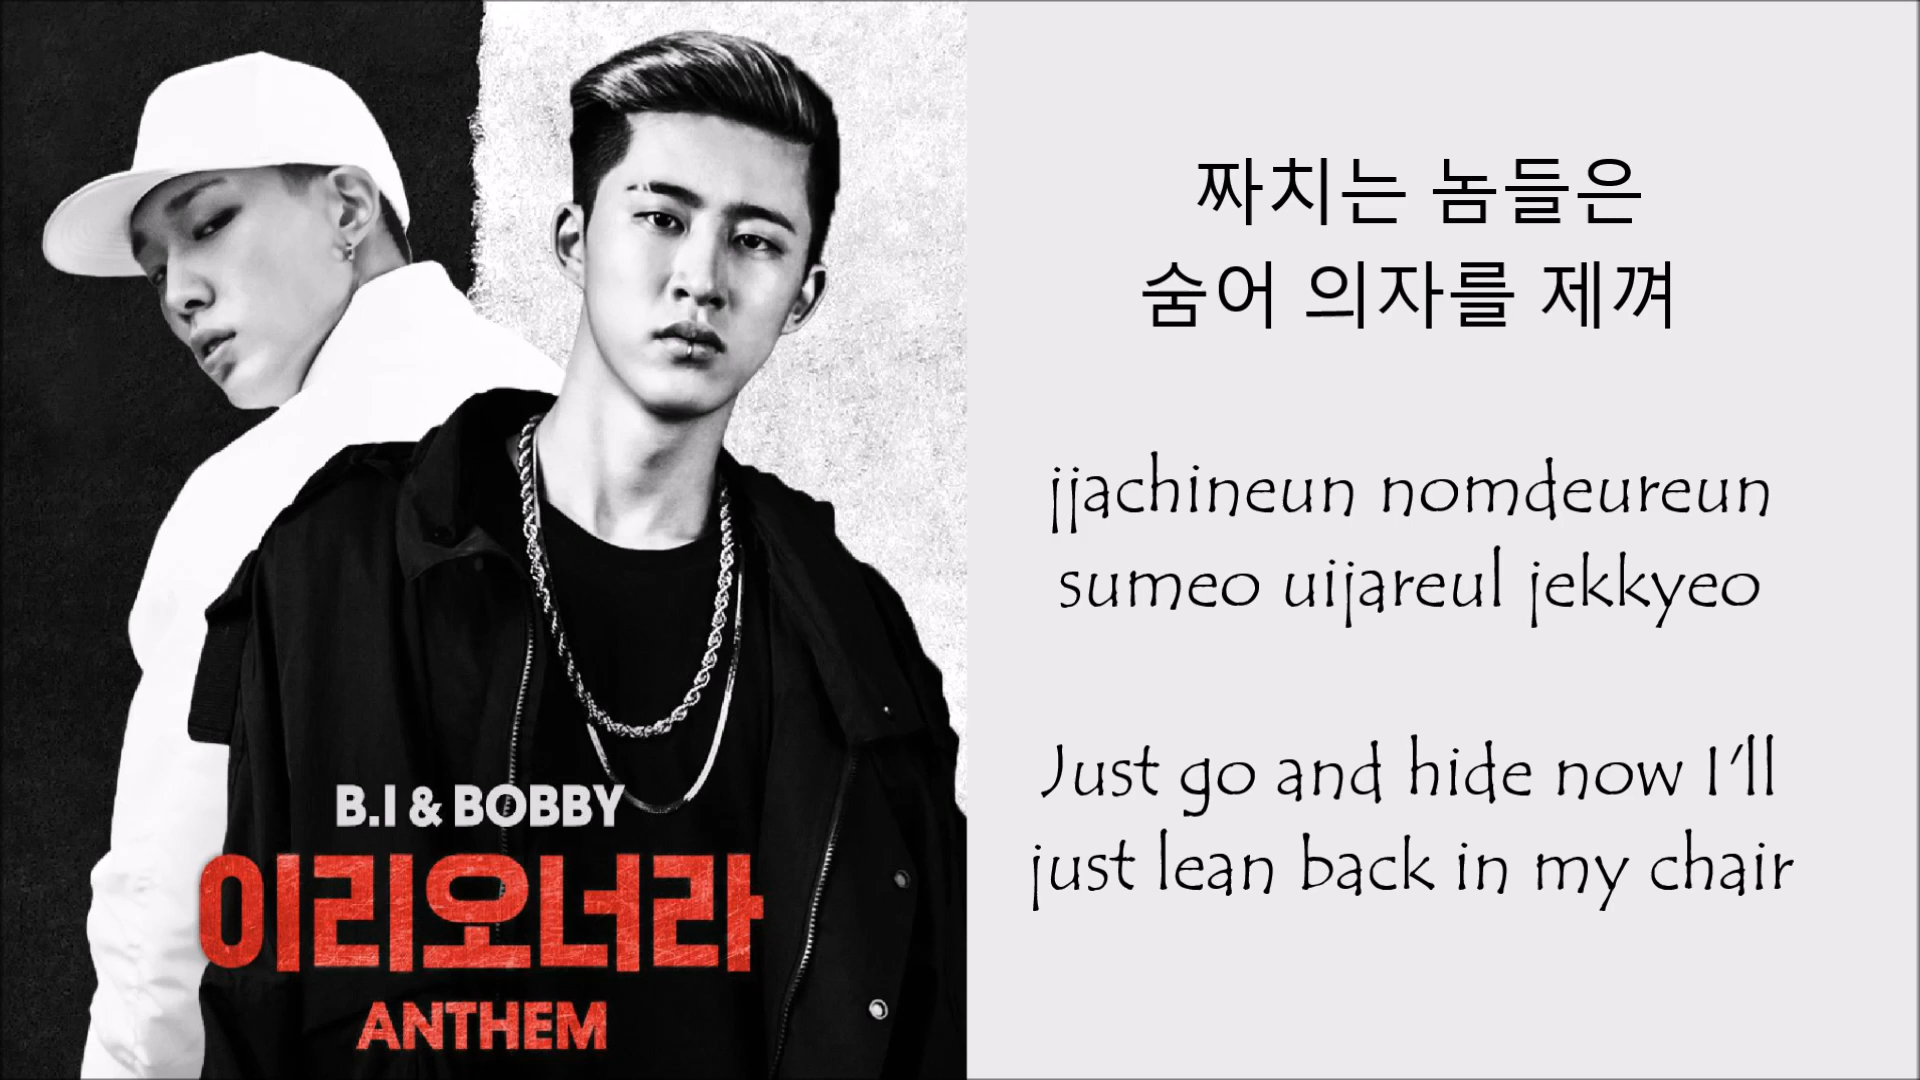 B.I & BOBBY
이리오너라
ANTHEM
짜치는 놈들은
숨어 의자를 제껴
jjachineun nomdeureun
sumeo uijareul jekkyeo
Just go and hide now I'll
just lean back in my chair